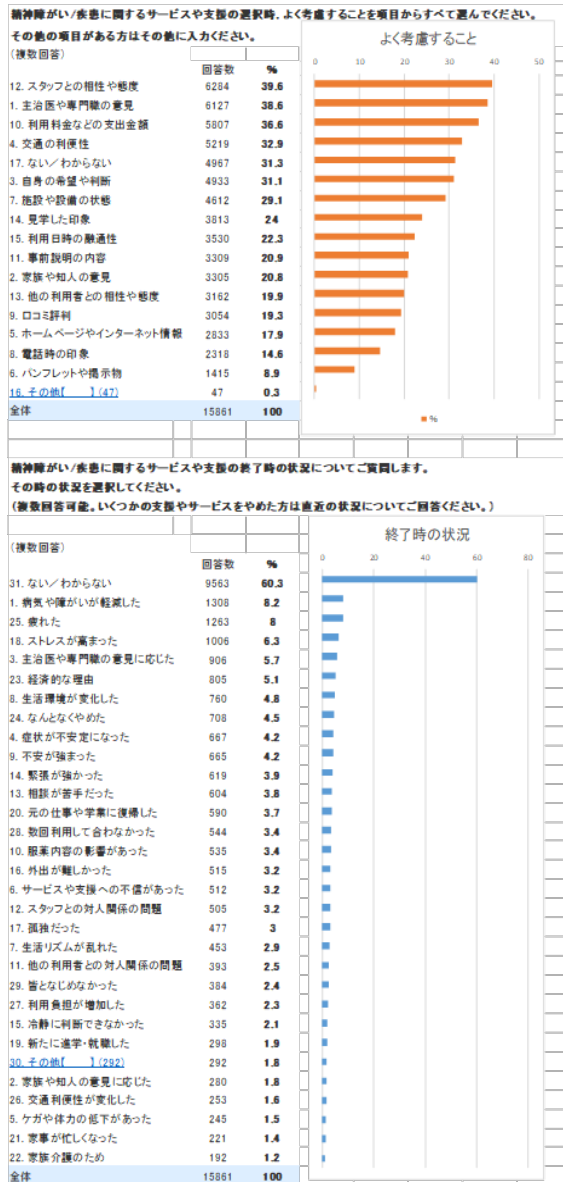 精神障がい/疾患に関するサービスや支援の選択時、よく考慮することを項目からすべて選んでください。
その他の項目がある方はその他に入力ください。
(複数回答)
回答数 %
12. スタッフとの相性や態度 6284 39.6
1. 主治医や専門職の意見 6127 38.6
10. 利用料金などの支出金額 5807 36.6
4. 交通の利便性 5219 32.9
17. ない/わからない 4967 31.3
3. 自身の希望や判断 4933 31.1
7. 施設や設備の状態 4612 29.1
14. 見学した印象 3813 24
15. 利用日時の融通性 3530 22.3
11. 事前説明の内容 3309 20.9
2. 家族や知人の意見 3305 20.8
13. 他の利用者との相性や態度 3162 19.9
9. 口コミ評判 3054 19.3
5. ホームページやインターネット情報 2833 17.9
8. 電話時の印象 2318 14.6
6. パンフレットや掲示物 1415 8.9
16. その他【 】(47) 47 0.3
全体 15861 100
よく考慮すること
0 10 20 30 40 50
%
精神障がい/疾患に関するサービスや支援の終了時の状況についてご質問します。
その時の状況を選択してください。
(複数回答可能。いくつかの支援やサービスをやめた方は直近の状況についてご回答ください。)
(複数回答)
回答数 %
31. ない/わからない 9563 60.3
1. 病気や障がいが軽減した 1308 8.2
25. 疲れた 1263 8
18. ストレスが高まった 1006 6.3
3. 主治医や専門職の意見に応じた 906 5.7
23. 経済的な理由 805 5.1
8. 生活環境が変化した 760 4.8
24. なんとなくやめた 708 4.5
4. 症状が不安定になった 667 4.2
9. 不安が強まった 665 4.2
14. 緊張が強かった 619 3.9
13. 相談が苦手だった 604 3.8
20. 元の仕事や学業に復帰した 590 3.7
28. 数回利用して合わなかった 544 3.4
10. 服薬内容の影響があった 535 3.4
16. 外出が難しかった 515 3.2
6. サービスや支援への不信があった 512 3.2
12. スタッフとの対人関係の問題 505 3.2
17. 孤独だった 477 3
7. 生活リズムが乱れた 453 2.9
11. 他の利用者との対人関係の問題 393 2.5
29. 皆となじめなかった 384 2.4
27. 利用負担が増加した 362 2.3
15. 冷静に判断できなかった 335 2.1
19. 新たに進学・就職した 298 1.9
30. その他【 】(292) 292 1.8
2. 家族や知人の意見に応じた 280 1.8
26. 交通利便性が変化した 253 1.6
5. ケガや体力の低下があった 245 1.5
21. 家事が忙しくなった 221 1.4
22. 家族介護のため 192 1.2
全体 15861 100
終了時の状況
0 20 40 60 80